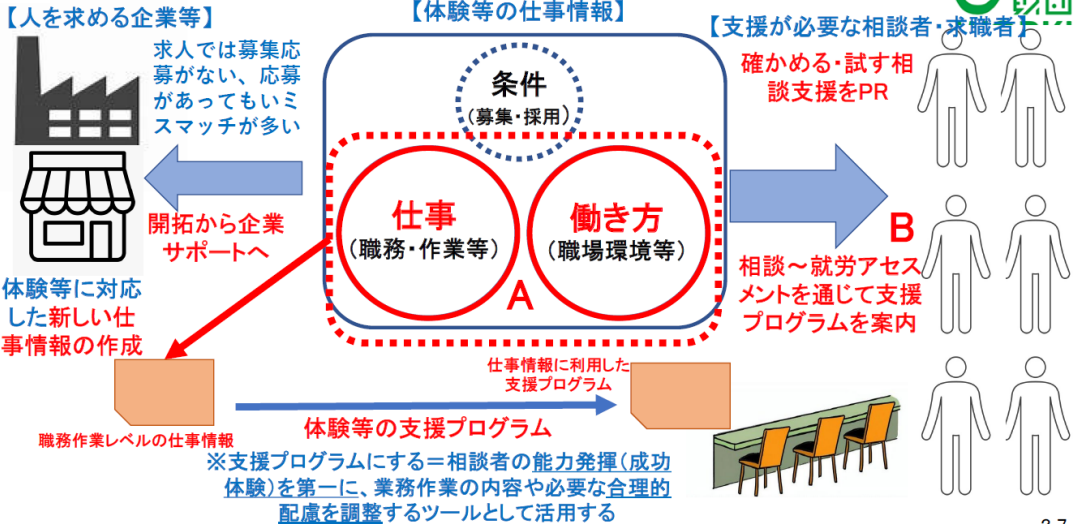 【人を求める企業等】
求人では募集応
募がない、応募
があってもいミ
スマッチが多い
開拓から企業
サポートへ
体験等に対応
した新しい仕
事情報の作成
【体験等の仕事情報】
条件
(募集・採用)
仕事
(職務・作業等)
働き方
(職場環境等)
A
【支援が必要な相談者・求職者】
確かめる・試す相
談支援をPR
B
相談～就労アセス
メントを通じて支援
プログラムを案内
職務作業レベルの仕事情報
仕事情報に利用した
支援プログラム
体験等の支援プログラム
※支援プログラムにする＝相談者の能力発揮(成功
体験)を第一に、業務作業の内容や必要な合理的
配慮を調整するツールとして活用する